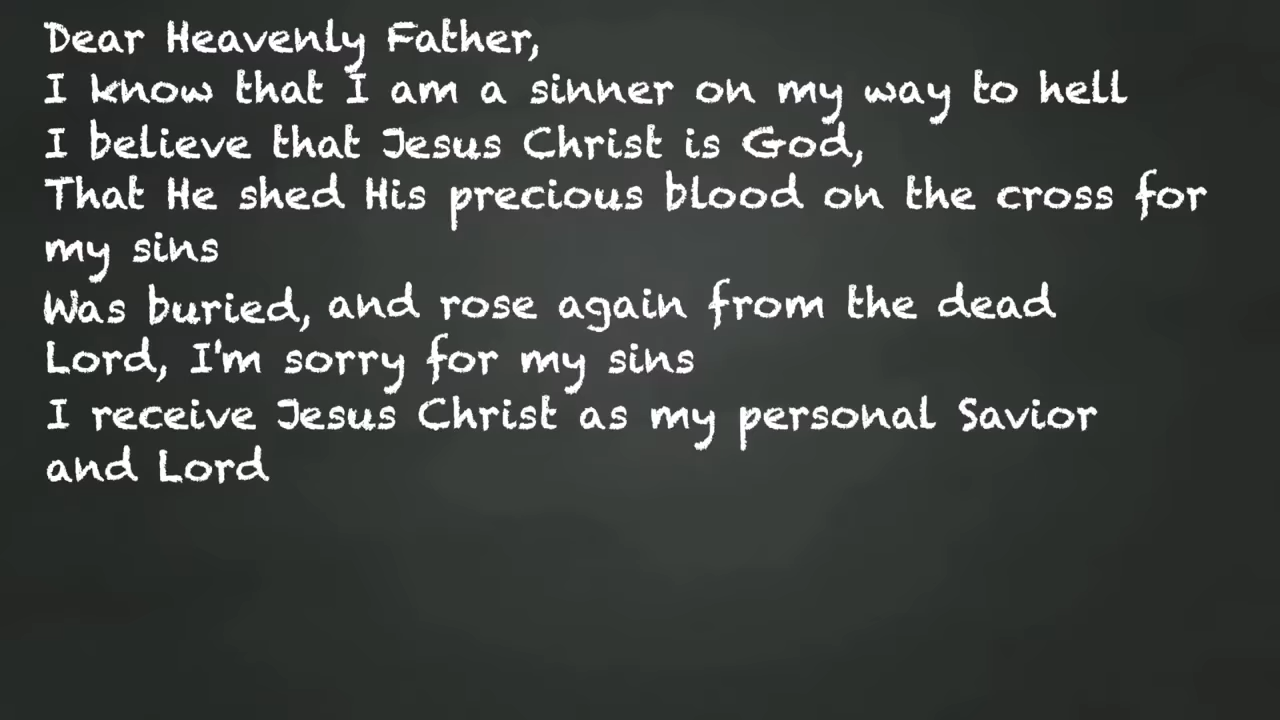 Dear Heavenly Father,
I know that I am a sinner on my way to hell
I believe that Jesus Christ is God,
That He shed His precious blood on the cross for
my sins
Was buried, and rose again from the dead
Lord, I'm sorry for my sins
I receive Jesus Christ as my personal Savior
and Lord